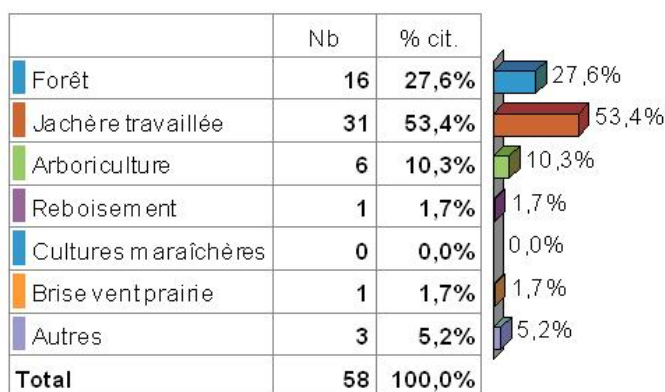 Nb % cit.
Forêt 16 27,6% 27,6%
Jachère travaillée 31 53,4% 53,4%
Arboriculture 6 10,3% 10,3%
Reboisement 1 1,7% 1,7%
Cultures maraîchères 0 0,0% 0,0%
Brise vent prairie 1 1,7% 1,7%
Autres 3 5,2% 5,2%
Total 58 100,0%